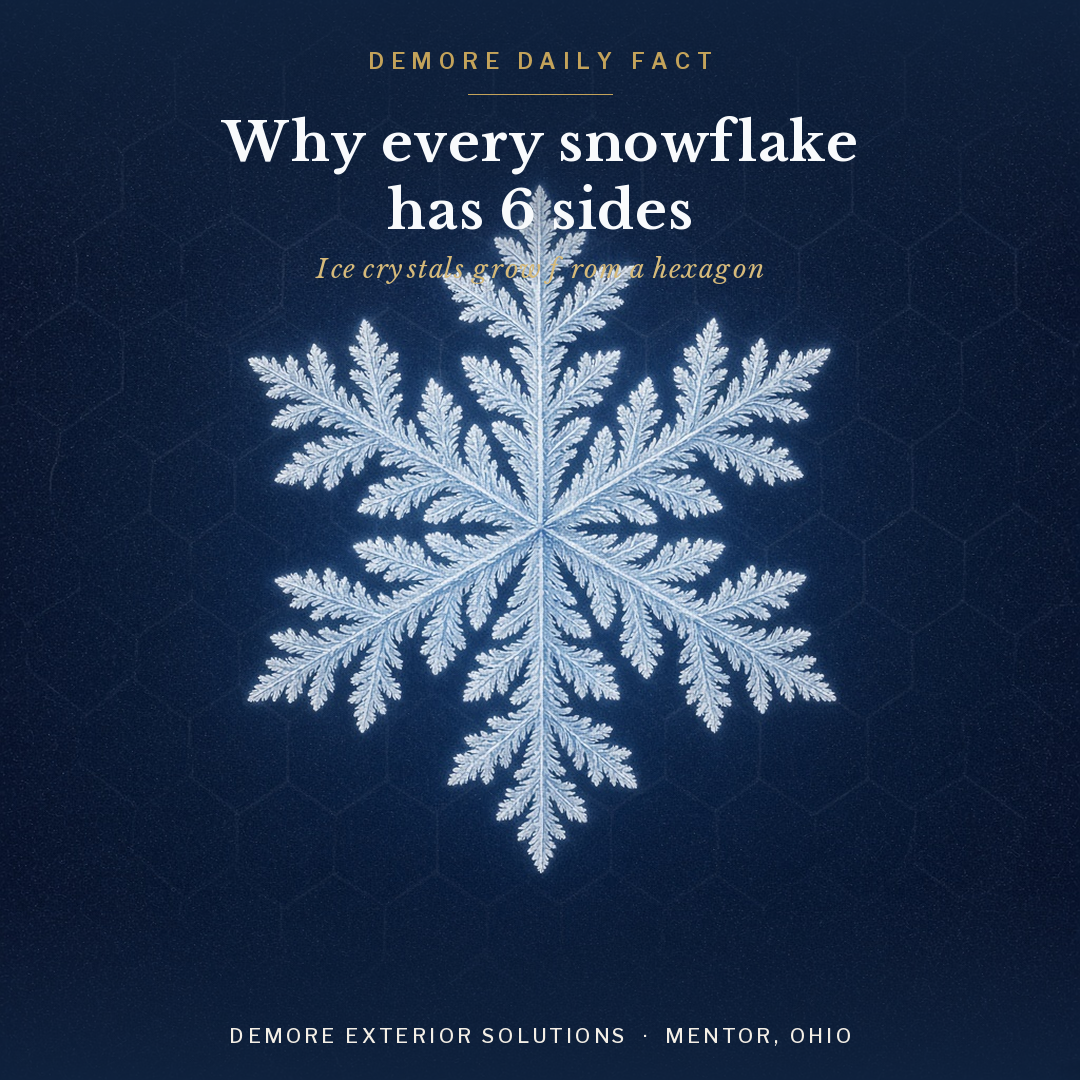 DEMORE DAILY FACT
Why every snowflake
has 6 sides
Ice crystals grow from a hexagon
DEMORE EXTERIOR SOLUTIONS · MENTOR, OHIO